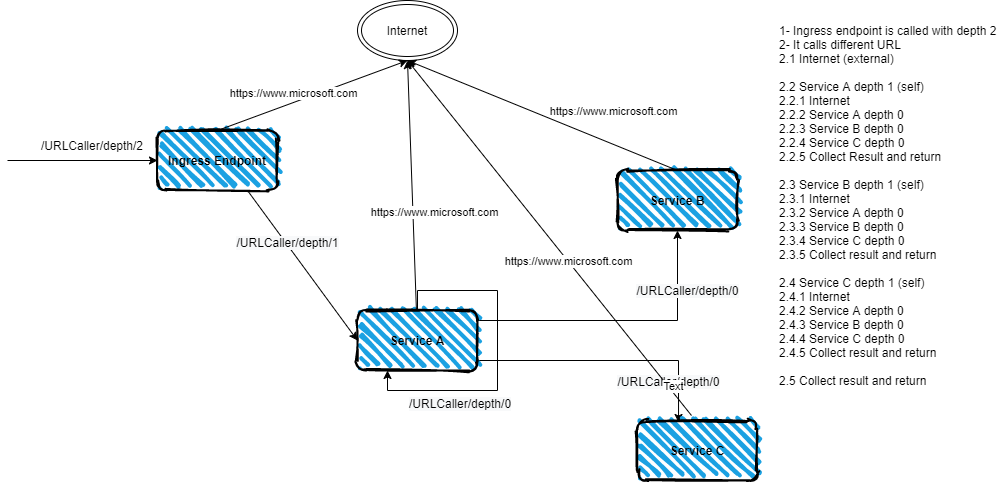 Internet
https://www.microsoft.com
https://www.microsoft.com
/URLCaller/depth/2
Ingress Endpoint
Service B
https://www.microsoft.com
/URLCaller/depth/1
https://www.microsoft.com
/URLCaller/depth/0
Service A
/URLCaller/depth/0
Text
/URLCaller/depth/0
Service C
1- Ingress endpoint is called with depth 2
2- It calls different URL
2.1 Internet (external)
2.2 Service A depth 1 (self)
2.2.1 Internet
2.2.2 Service A depth 0
2.2.3 Service B depth 0
2.2.4 Service C depth 0
2.2.5 Collect Result and return
2.3 Service B depth 1 (self)
2.3.1 Internet
2.3.2 Service A depth 0
2.3.3 Service B depth 0
2.3.4 Service C depth 0
2.3.5 Collect result and return
2.4 Service C depth 1 (self)
2.4.1 Internet
2.4.2 Service A depth 0
2.4.3 Service B depth 0
2.4.4 Service C depth 0
2.4.5 Collect result and return
2.5 Collect result and return